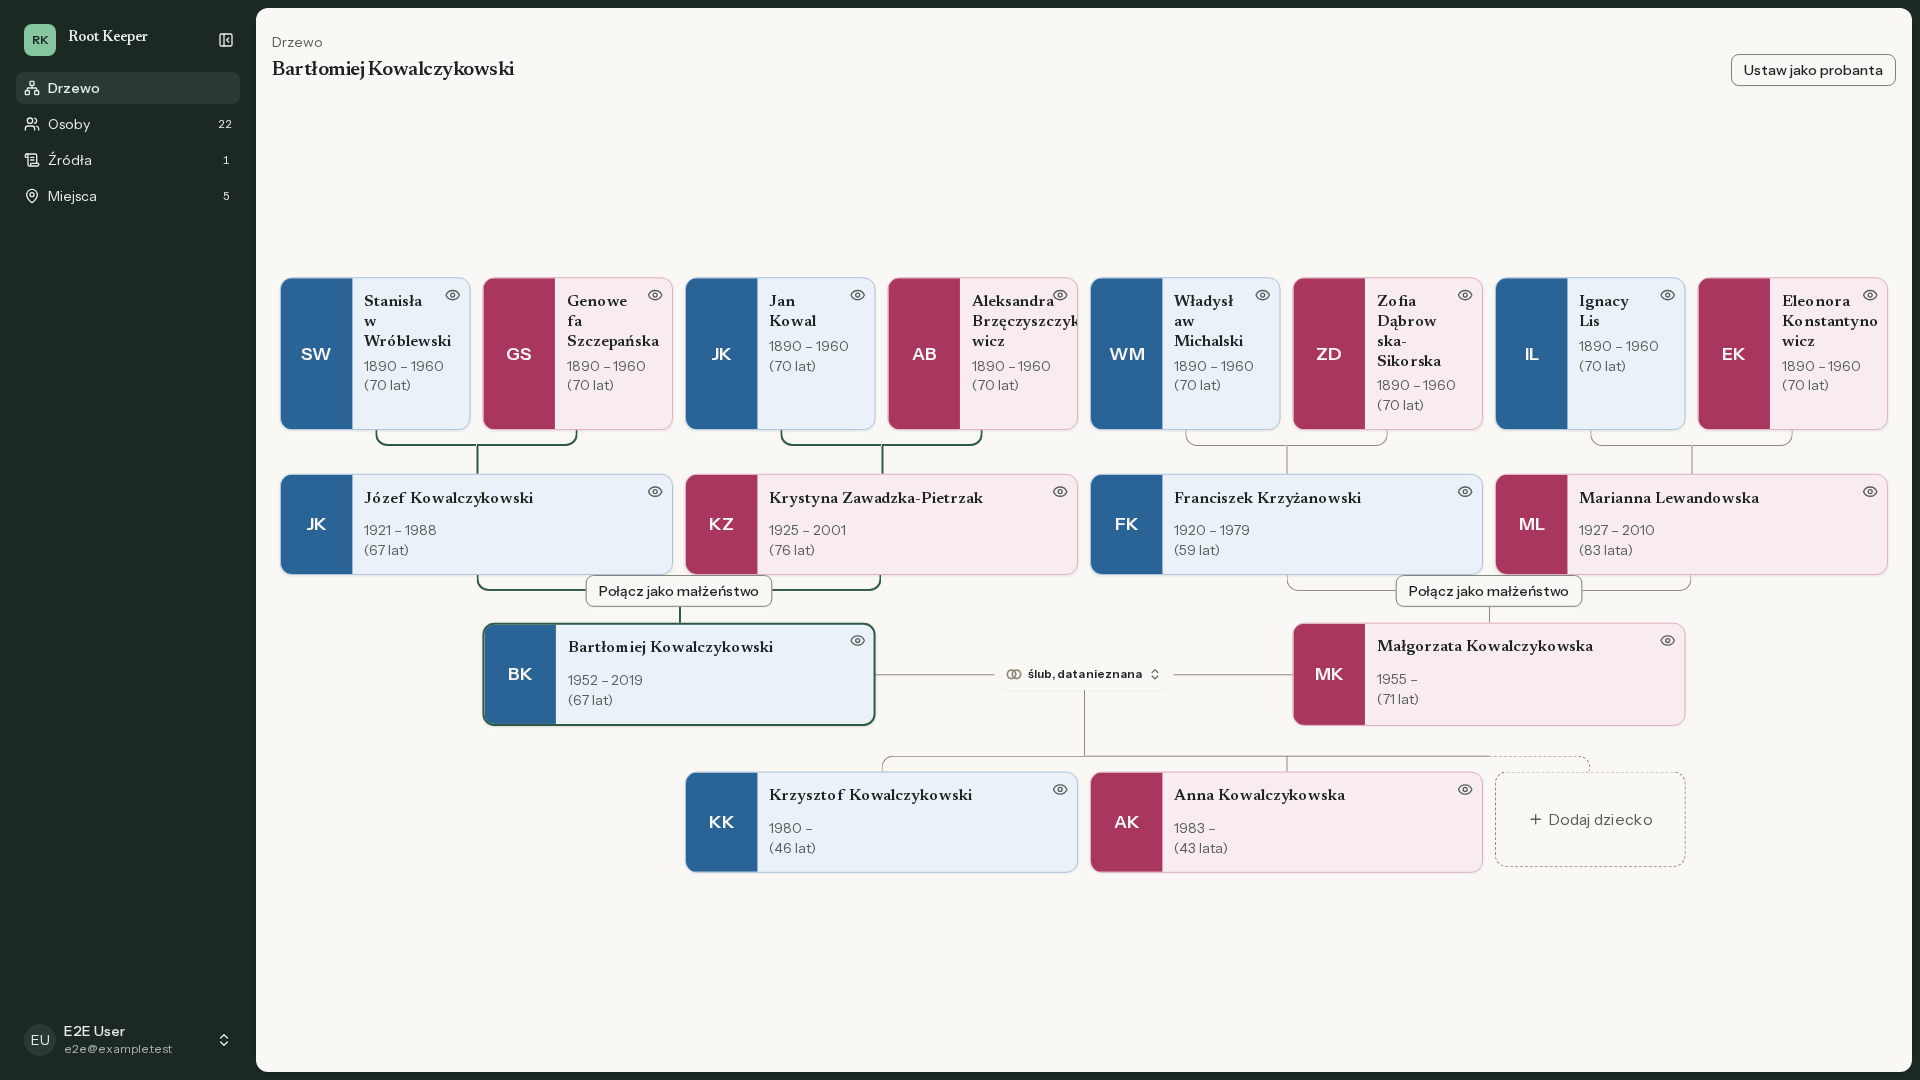 RK
Root Keeper
Drzewo
Osoby
22
Źródła
1
Miejsca
5
EU
E2E User
e2e@example.test
Drzewo
Bartłomiej Kowalczykowski
Ustaw jako probanta
SW
Stanisła
w
Wróblewski
1890 – 1960
(70 lat)
GS
Genowe
fa
Szczepańska
1890 – 1960
(70 lat)
JK
Jan
Kowal
1890 – 1960
(70 lat)
AB
Aleksandra
Brzęczyszczyk
wicz
1890 – 1960
(70 lat)
WM
Władysł
aw
Michalski
1890 – 1960
(70 lat)
ZD
Zofia
Dąbrow
ska-
Sikorska
1890 – 1960
(70 lat)
IL
Ignacy
Lis
1890 – 1960
(70 lat)
EK
Eleonora
Konstantyno
wicz
1890 – 1960
(70 lat)
JK
Józef Kowalczykowski
1921 – 1988
(67 lat)
KZ
Krystyna Zawadzka-Pietrzak
1925 – 2001
(76 lat)
FK
Franciszek Krzyżanowski
1920 – 1979
(59 lat)
ML
Marianna Lewandowska
1927 – 2010
(83 lata)
Połącz jako małżeństwo
Połącz jako małżeństwo
BK
Bartłomiej Kowalczykowski
1952 – 2019
(67 lat)
ślub, data nieznana
MK
Małgorzata Kowalczykowska
1955 –
(71 lat)
KK
Krzysztof Kowalczykowski
1980 –
(46 lat)
AK
Anna Kowalczykowska
1983 –
(43 lata)
+ Dodaj dziecko